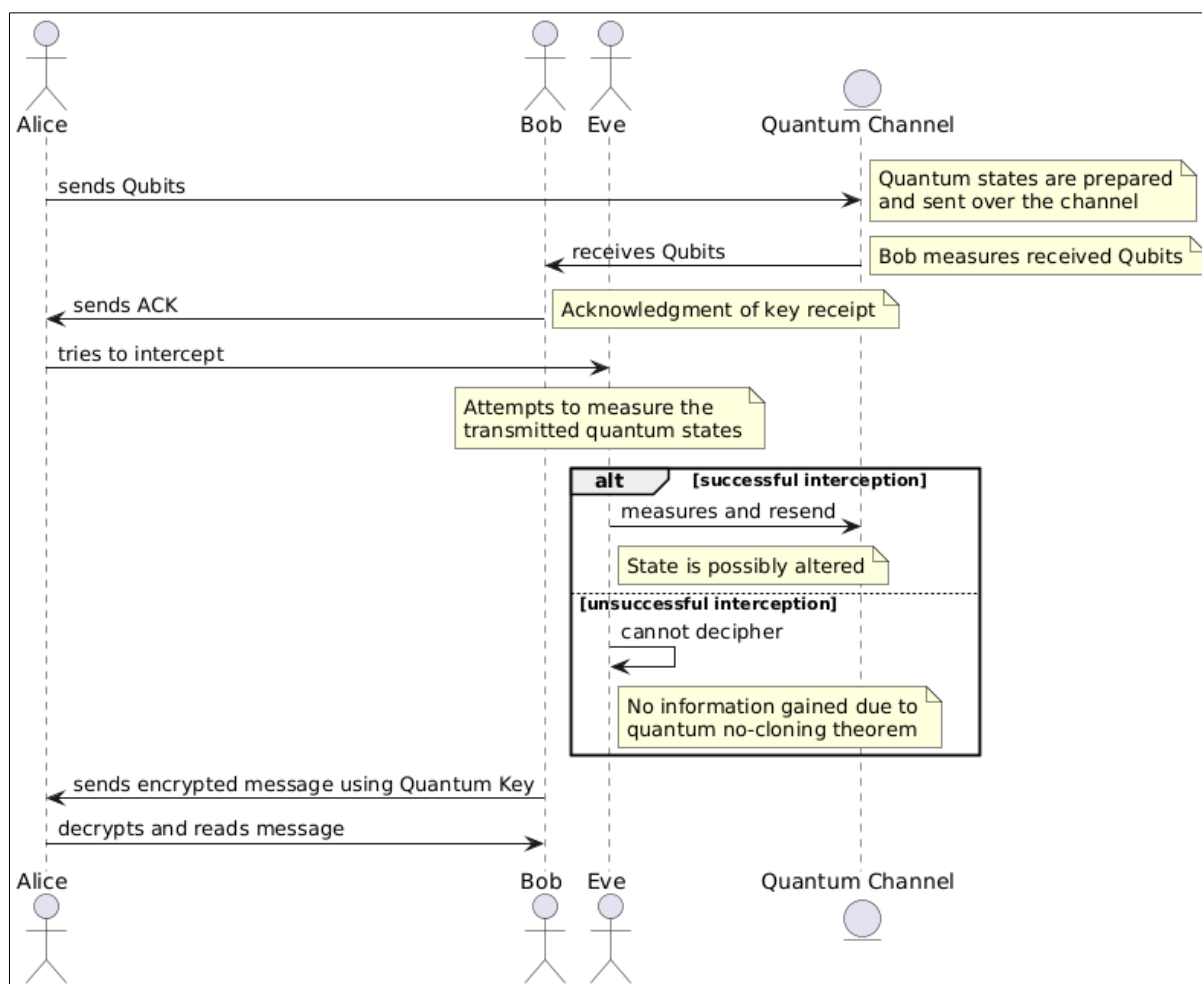 Alice
Bob
Eve
Quantum Channel
sends Qubits
Quantum states are prepared
and sent over the channel
receives Qubits
Bob measures received Qubits
sends ACK
Acknowledgment of key receipt
tries to intercept
Attempts to measure the
transmitted quantum states
alt
[successful interception]
measures and resend
State is possibly altered
[unsuccessful interception]
cannot decipher
No information gained due to
quantum no-cloning theorem
sends encrypted message using Quantum Key
decrypts and reads message
Alice
Bob
Eve
Quantum Channel